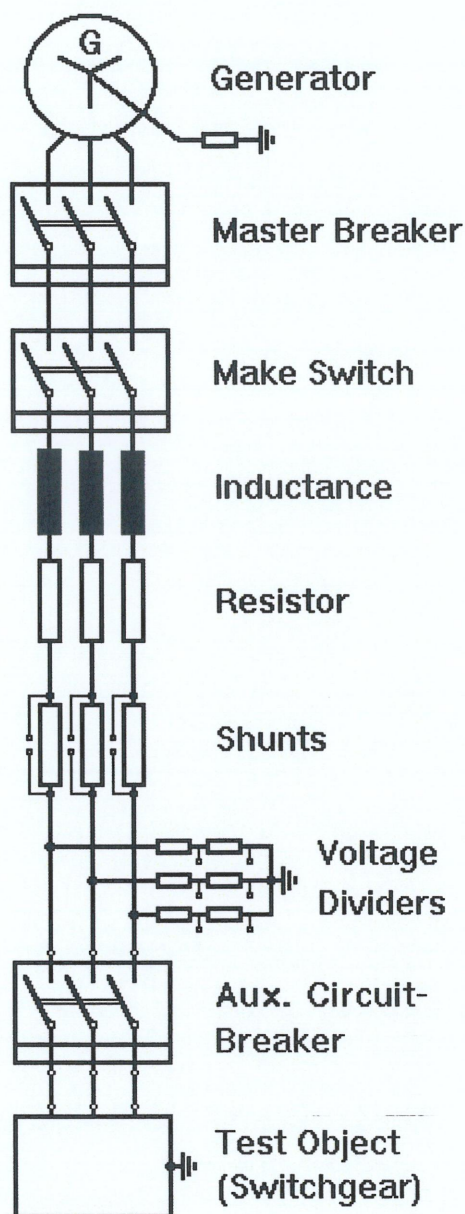 G
Generator
Master Breaker
Make Switch
Inductance
Resistor
Shunts
Voltage
Dividers
Aux. Circuit-
Breaker
Test Object
(Switchgear)